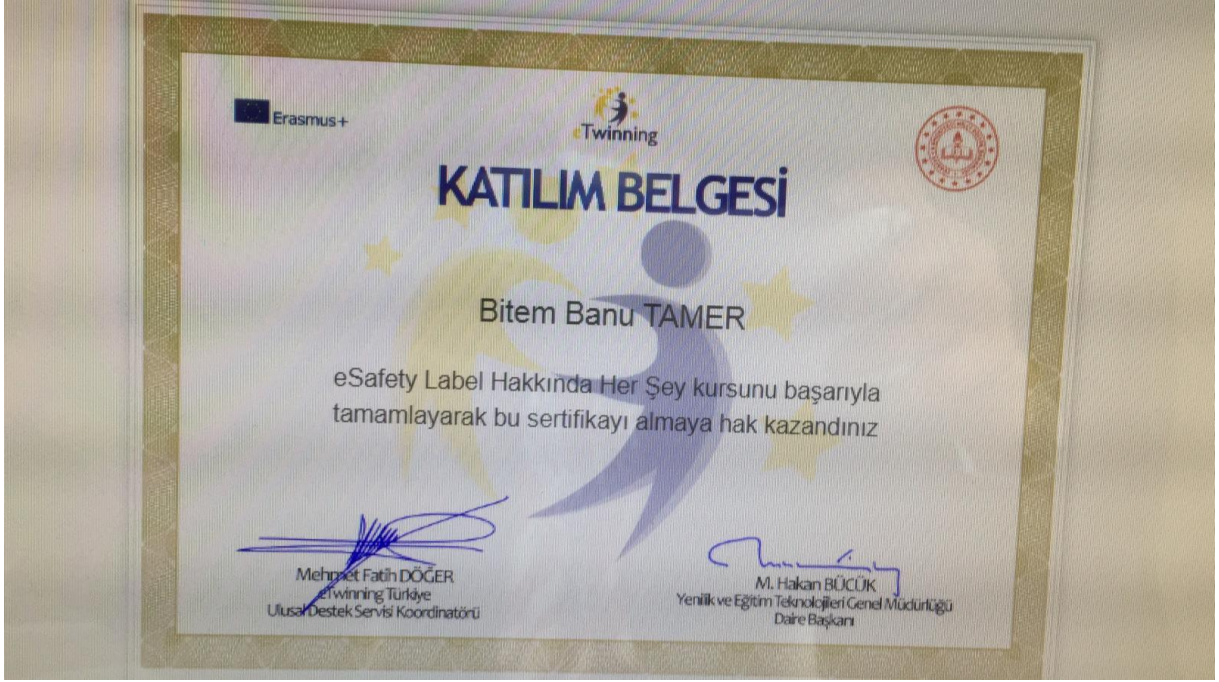 Erasmus+
eTwinning
KATILIM BELGESİ
Bitem Banu TAMER
eSafety Label Hakkında Her Şey kursunu başarıyla
tamamlayarak bu sertifikayı almaya hak kazandınız
Mehmet Fatih DÖĞER
eTwinning Türkiye
Ulusal Destek Servisi Koordinatörü
M. Hakan BÜCÜK
Yenilik ve Eğitim Teknolojileri Genel Müdürlüğü
Daire Başkanı